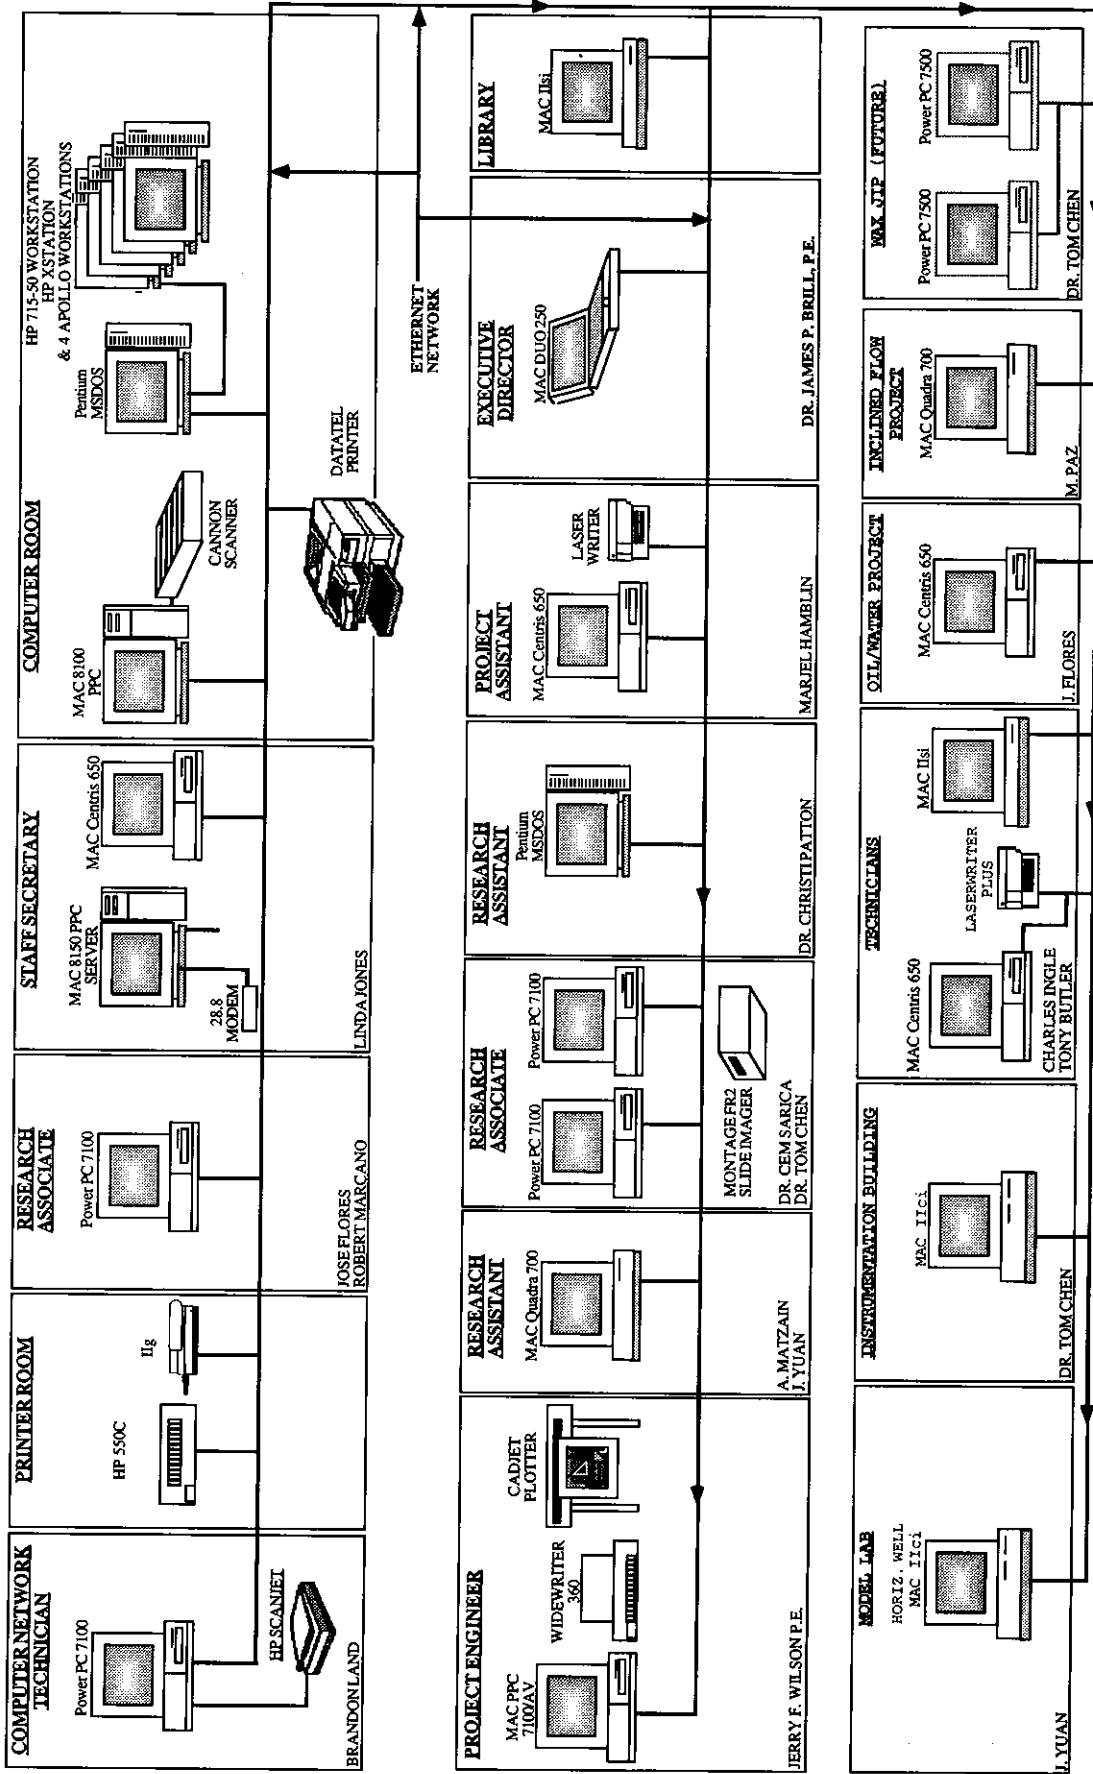 COMPUTER NETWORK
TECHNICIAN
Power PC 7100
HP SCANJET
BRANDON LAND
PRINTER ROOM
HP 550C
IIg
RESEARCH
ASSOCIATE
Power PC 7100
JOSE FLORES
ROBERT MARCANO
STAFF SECRETARY
MAC 8150 PPC
SERVER
MAC Centris 650
28.8
MODEM
LINDA JONES
COMPUTER ROOM
MAC 8100
PPC
CANNON
SCANNER
Pentium
MSDOS
HP 715-50 WORKSTATION
HP XSTATION
& 4 APOLLO WORKSTATIONS
DATATEL
PRINTER
ETHERNET
NETWORK
PROJECT ENGINEER
MAC PPC
7100/AV
WIDEWRITER
360
CADJET
PLOTTER
JERRY F. WILSON P.E.
RESEARCH
ASSISTANT
MAC Quadra 700
A. MATZAIN
J. YUAN
RESEARCH
ASSOCIATE
Power PC 7100
Power PC 7100
MONTAGE FR2
SLIDE IMAGER
DR. CEM SARICA
DR. TOM CHEN
RESEARCH
ASSISTANT
Pentium
MSDOS
DR. CHRISTI PATTON
PROJECT
ASSISTANT
MAC Centris 650
LASER
WRITER
MARJEL HAMBLIN
EXECUTIVE
DIRECTOR
MAC DUO 250
DR. JAMES P. BRILL, P.E.
LIBRARY
MAC IIsi
MODEL LAB
HORIZ. WELL
MAC IIci
J. YUAN
INSTRUMENTATION BUILDING
MAC IIci
DR. TOM CHEN
TECHNICIANS
MAC Centris 650
LASERWRITER
PLUS
MAC IIsi
CHARLES INGLE
TONY BUTLER
OIL/WATER PROJECT
MAC Centris 650
J. FLORES
INCLINED FLOW
PROJECT
MAC Quadra 700
M. PAZ
WAX JIP (FUTURE)
Power PC 7500
Power PC 7500
DR. TOM CHEN